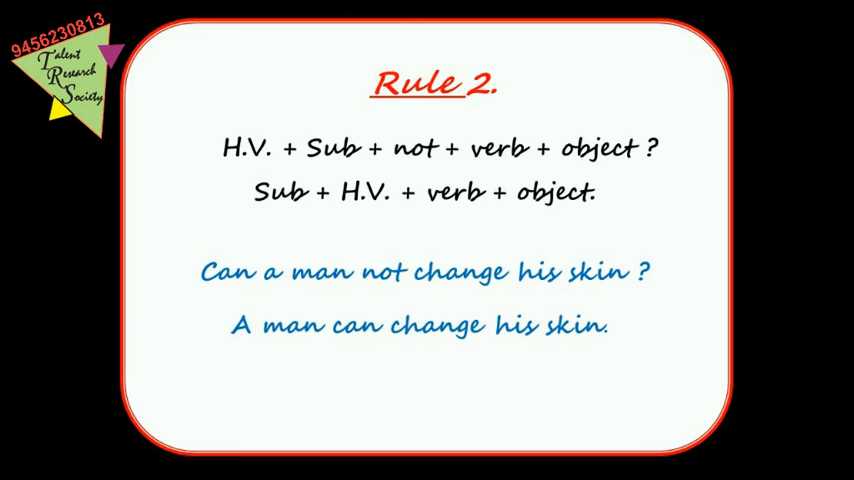 9456230813
Talent
Research
Society
Rule 2.
H.V. + Sub + not + verb + object ?
Sub + H.V. + verb + object.
Can a man not change his skin ?
A man can change his skin.